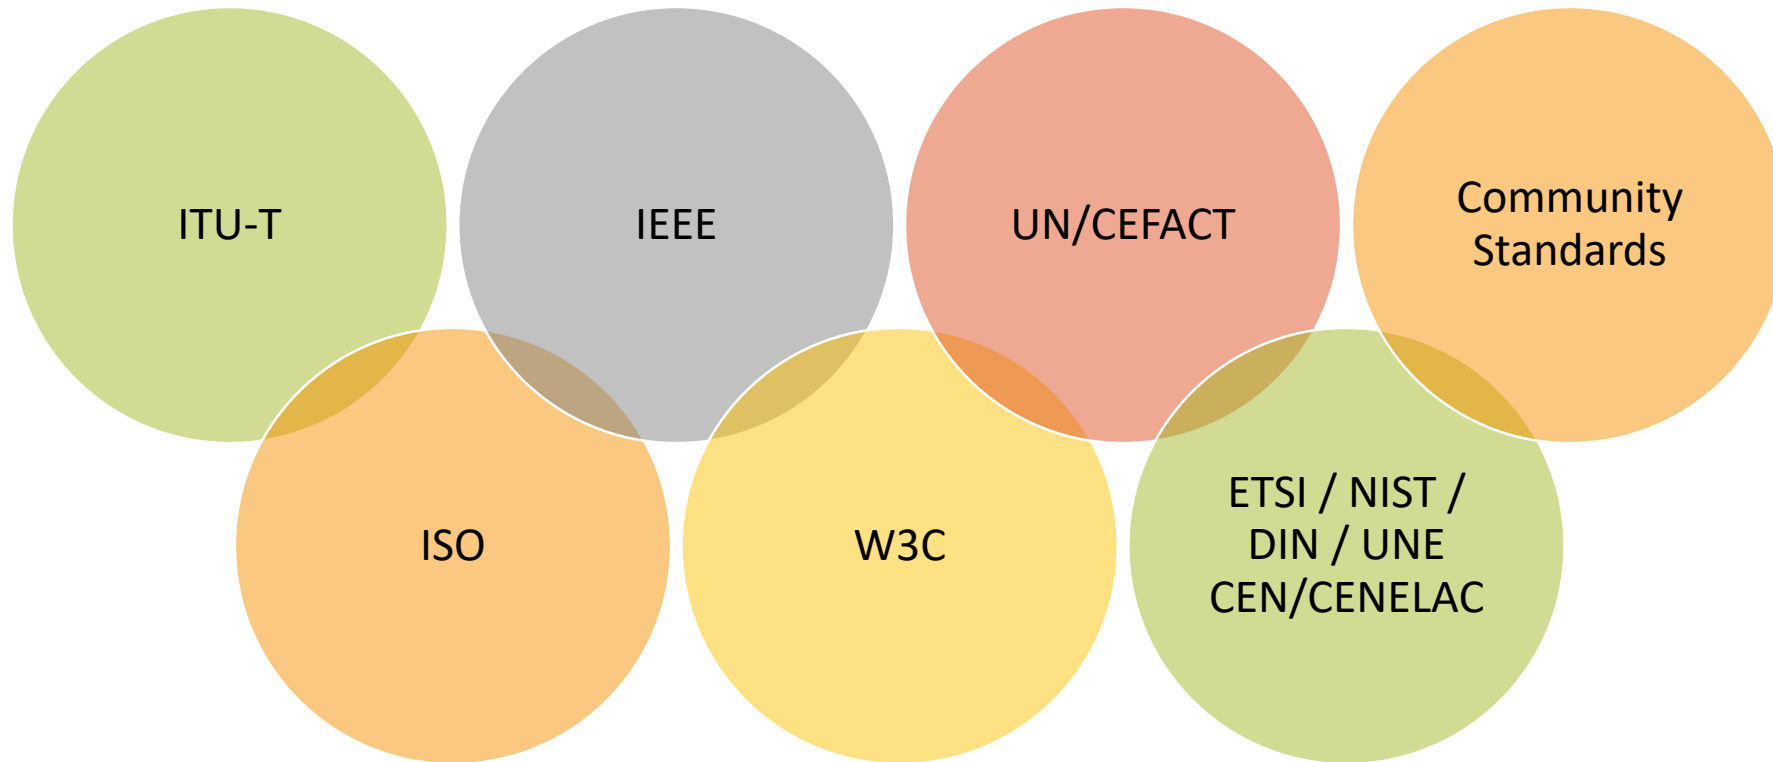 ITU-T
IEEE
UN/CEFACT
Community
Standards
ISO
W3C
ETSI / NIST /
DIN / UNE
CEN/CENELAC